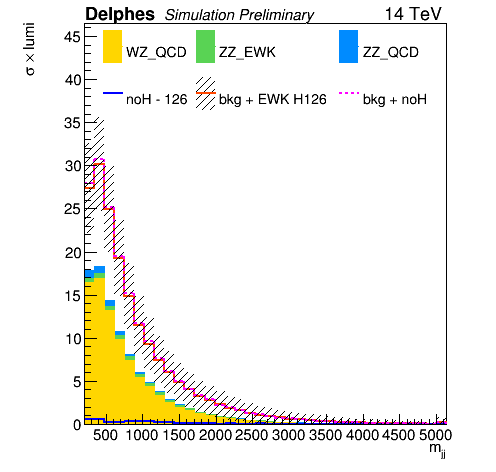 Delphes Simulation Preliminary 14 TeV
σ × lumi
WZ_QCD ZZ_EWK ZZ_QCD
noH - 126 bkg + EWK H126 bkg + noH
45
40
35
30
25
20
15
10
5
0
500 1000 1500 2000 2500 3000 3500 4000 4500 5000
m_jj